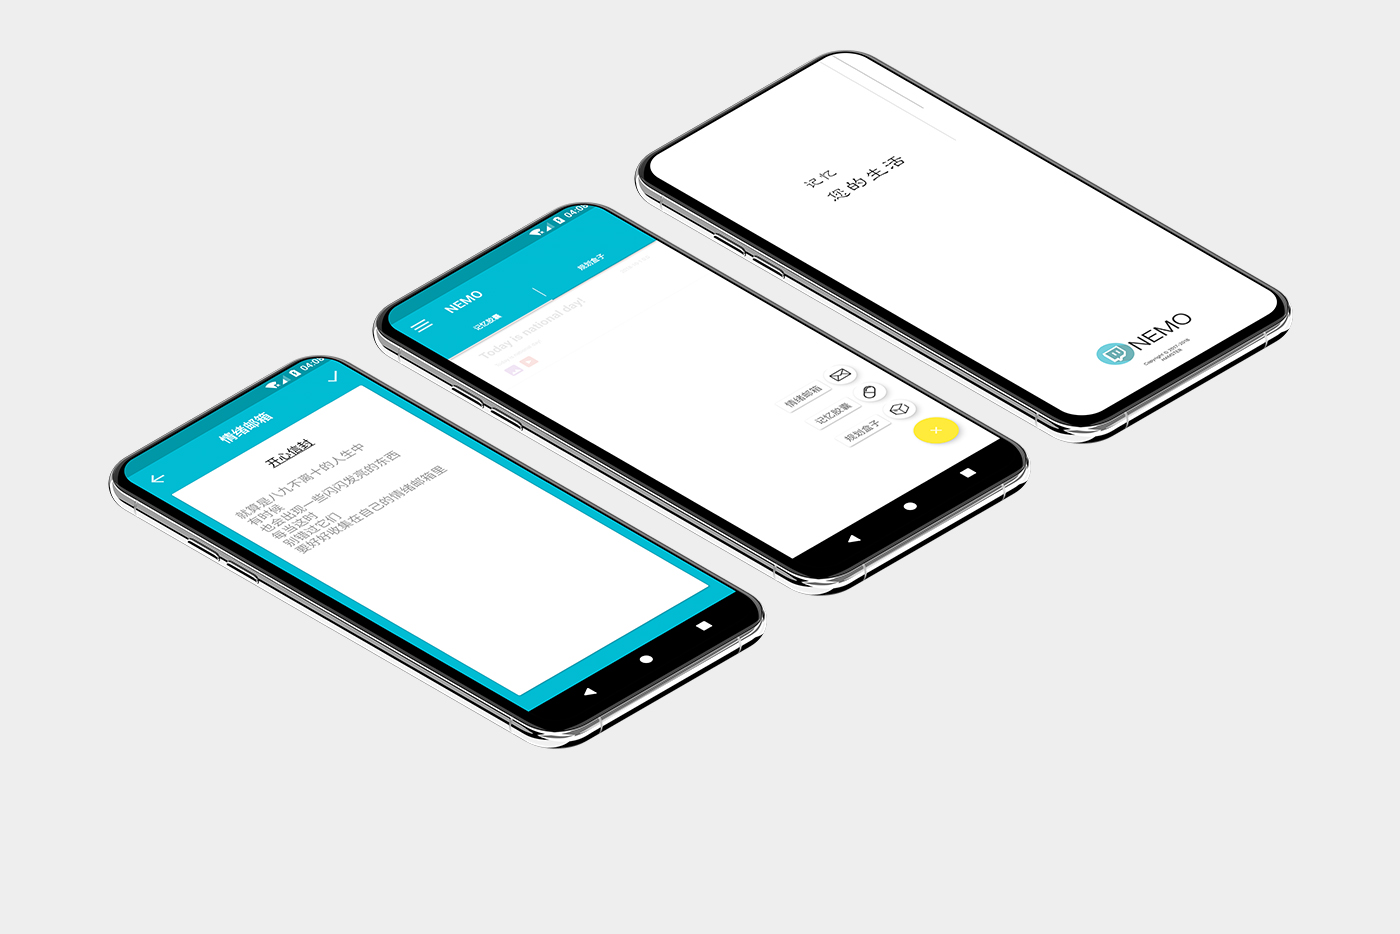 04:08
情绪邮箱
开心信封
就算是八九不离十的人生中
有时候
也会出现一些闪闪发亮的东西
每当这时
别错过它们
要好好收集在自己的情绪邮箱里
04:08
NEMO
记忆胶囊
规划盒子
Today is national day!
情绪邮箱
记忆胶囊
规划盒子
记忆
您的生活
NEMO
Copyright © 2017-2018